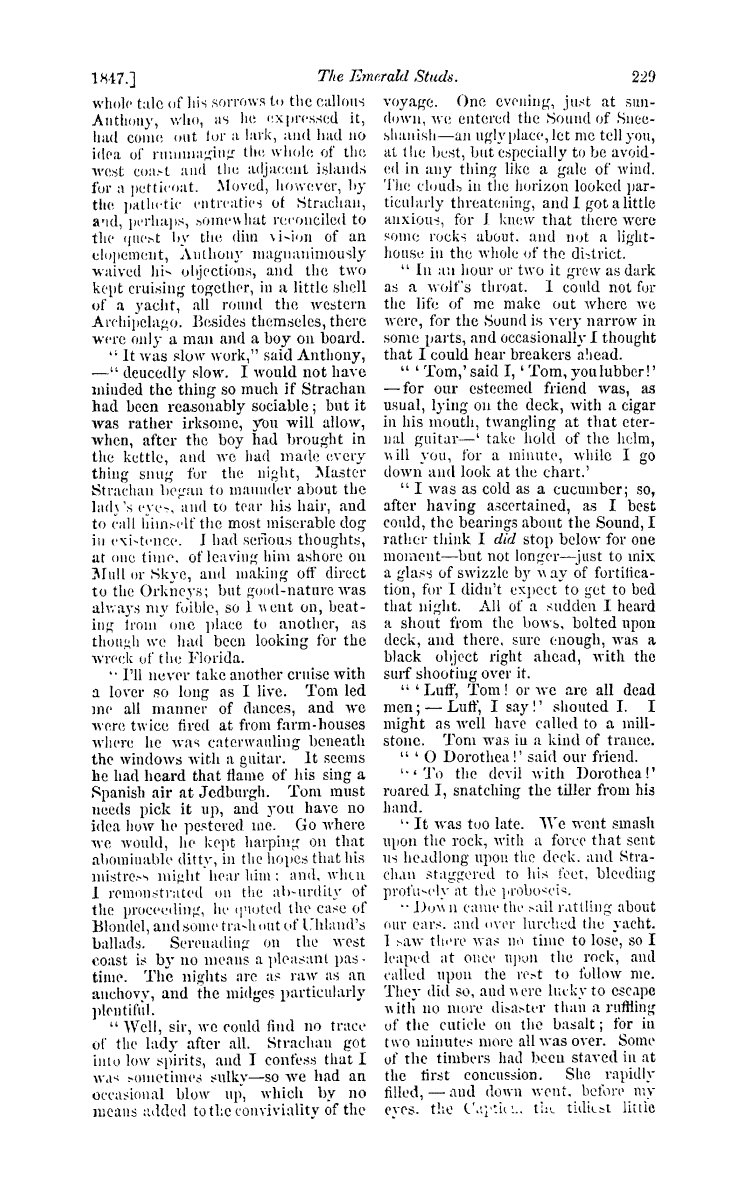 1847.] The Emerald Studs. 229
whole tale of his sorrows to the callous
Anthony, who, as he expressed it,
had come out for a lark, and had no
idea of rummaging the whole of the
west coast and the adjacent islands
for a petticoat. Moved, however, by
the pathetic entreaties of Strachan,
and, perhaps, somewhat reconciled to
the quest by the dim vision of an
elopement, Anthony magnanimously
waived his objections, and the two
kept cruising together, in a little shell
of a yacht, all round the western
Archipelago. Besides themseles, there
were only a man and a boy on board.
“ It was slow work,” said Anthony,
—“ deucedly slow. I would not have
minded the thing so much if Strachan
had been reasonably sociable; but it
was rather irksome, you will allow,
when, after the boy had brought in
the kettle, and we had made every
thing snug for the night, Master
Strachan began to maunder about the
lady's eyes, and to tear his hair, and
to call himself the most miserable dog
in existence. I had serious thoughts,
at one time, of leaving him ashore on
Mull or Skye, and making off direct
to the Orkneys; but good-nature was
always my foible, so I went on, beat-
ing from one place to another, as
though we had been looking for the
wreck of the Florida.
“ I'll never take another cruise with
a lover so long as I live. Tom led
me all manner of dances, and we
were twice fired at from farm-houses
where he was caterwauling beneath
the windows with a guitar. It seems
he had heard that flame of his sing a
Spanish air at Jedburgh. Tom must
needs pick it up, and you have no
idea how he pestered me. Go where
we would, he kept harping on that
abominable ditty, in the hopes that his
mistress might hear him; and, when
I remonstrated on the absurdity of
the proceeding, he quoted the case of
Blondel, and some trash out of Uhland's
ballads. Serenading on the west
coast is by no means a pleasant pas-
time. The nights are as raw as an
anchovy, and the midges particularly
plentiful.
“ Well, sir, we could find no trace
of the lady after all. Strachan got
into low spirits, and I confess that I
was sometimes sulky—so we had an
occasional blow up, which by no
means added to the conviviality of the
voyage. One evening, just at sun-
down, we entered the Sound of Snee-
shanish—an ugly place, let me tell you,
at the best, but especially to be avoid-
ed in any thing like a gale of wind.
The clouds in the horizon looked par-
ticularly threatening, and I got a little
anxious, for I knew that there were
some rocks about, and not a light-
house in the whole of the district.
“ In an hour or two it grew as dark
as a wolf's throat. I could not for
the life of me make out where we
were, for the Sound is very narrow in
some parts, and occasionally I thought
that I could hear breakers ahead.
“ ‘ Tom,’ said I, ‘ Tom, you lubber!’
—for our esteemed friend was, as
usual, lying on the deck, with a cigar
in his mouth, twangling at that eter-
nal guitar—‘ take hold of the helm,
will you, for a minute, while I go
down and look at the chart.’
“ I was as cold as a cucumber; so,
after having ascertained, as I best
could, the bearings about the Sound, I
rather think I did stop below for one
moment—but not longer—just to mix
a glass of swizzle by way of fortifica-
tion, for I didn't expect to get to bed
that night. All of a sudden I heard
a shout from the bows, bolted upon
deck, and there, sure enough, was a
black object right ahead, with the
surf shooting over it.
“ ‘ Luff, Tom! or we are all dead
men; — Luff, I say!’ shouted I. I
might as well have called to a mill-
stone. Tom was in a kind of trance.
“ ‘ O Dorothea!’ said our friend.
“ ‘ To the devil with Dorothea!’
roared I, snatching the tiller from his
hand.
“ It was too late. We went smash
upon the rock, with a force that sent
us headlong upon the deck, and Stra-
chan staggered to his feet, bleeding
profusely at the proboscis.
“ Down came the sail rattling about
our ears, and over lurched the yacht.
I saw there was no time to lose, so I
leaped at once upon the rock, and
called upon the rest to follow me.
They did so, and were lucky to escape
with no more disaster than a ruffling
of the cuticle on the basalt; for in
two minutes more all was over. Some
of the timbers had been staved in at
the first concussion. She rapidly
filled, — and down went, before my
eyes, the the tidiest little